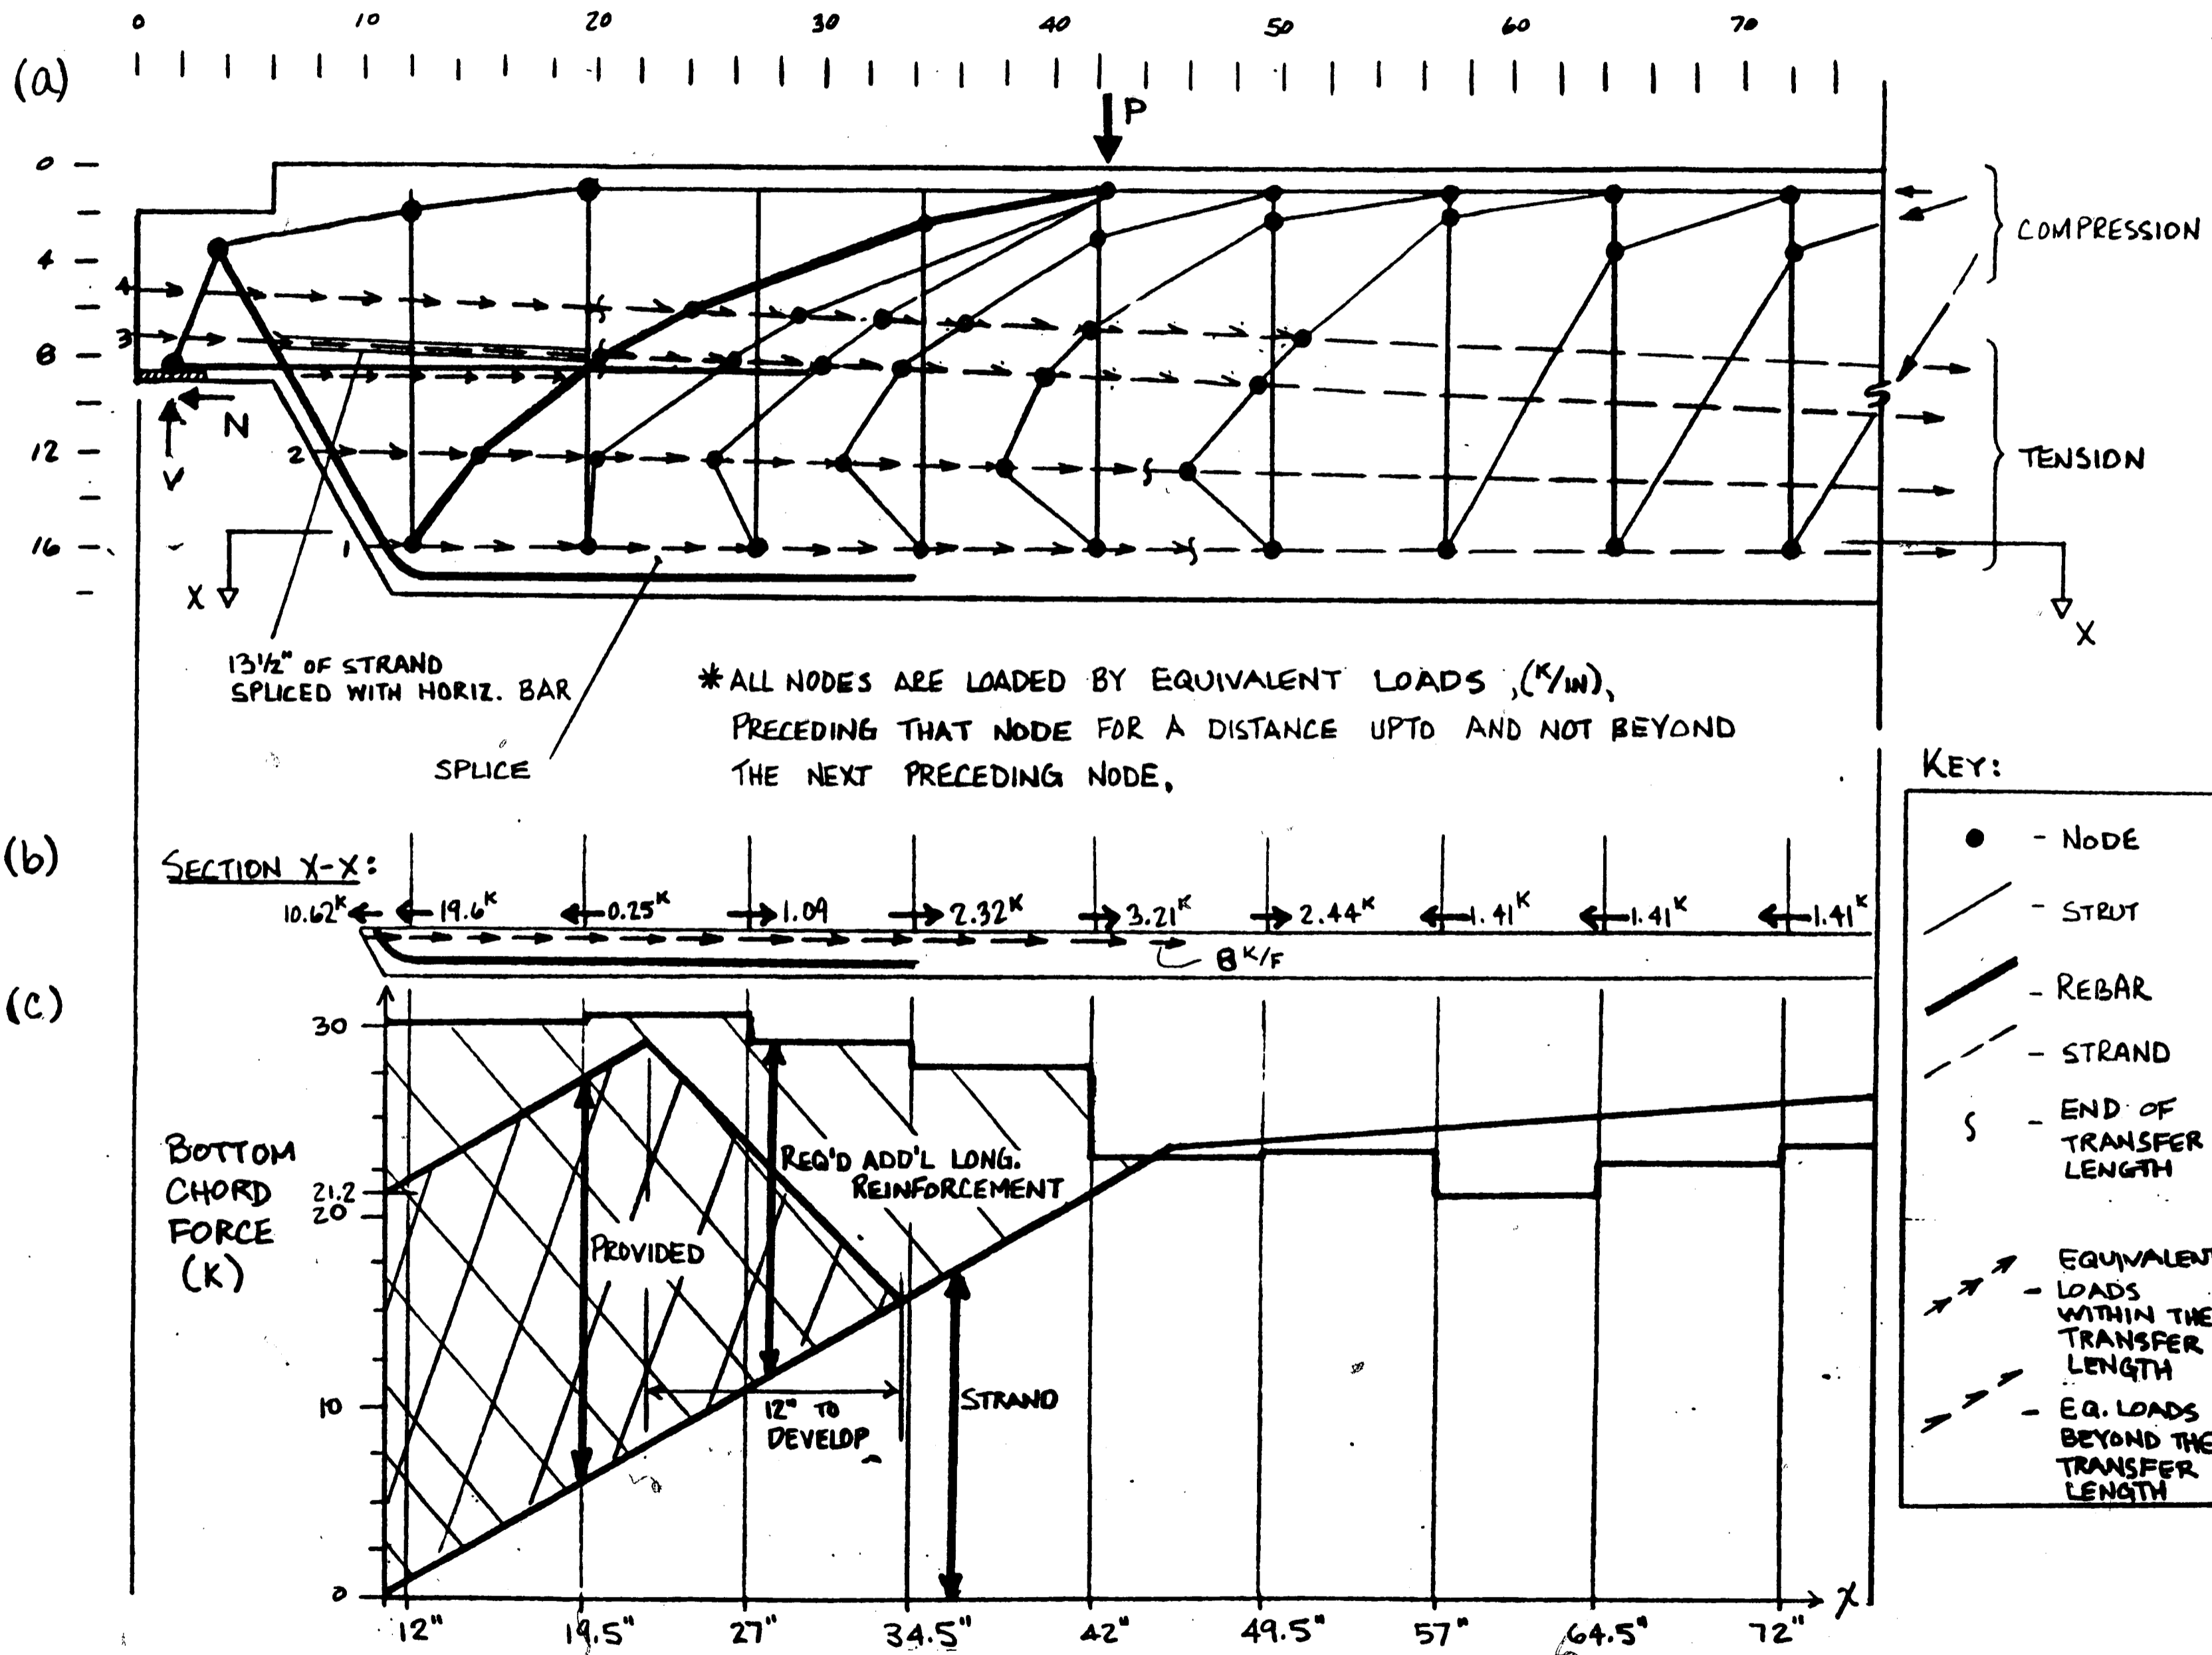 0 10 20 30 40 50 60 70
(a)
P
0
4
8
12
16
4
3
2
1
N
V
COMPRESSION
TENSION
X
X
13 1/2" OF STRAND
SPLICED WITH HORIZ. BAR
SPLICE
* ALL NODES ARE LOADED BY EQUIVALENT LOADS, (K/IN),
PRECEDING THAT NODE FOR A DISTANCE UPTO AND NOT BEYOND
THE NEXT PRECEDING NODE.
KEY:
- NODE
- STRUT
- REBAR
- STRAND
- END OF
TRANSFER
LENGTH
EQUIVALENT
- LOADS
WITHIN THE
TRANSFER
LENGTH
- EQ. LOADS
BEYOND THE
TRANSFER
LENGTH
(b)
SECTION X-X:
10.62K 19.6K 0.25K 1.09 2.32K 3.21K 2.44K 1.41K 1.41K 1.41K
8 K/F
(c)
BOTTOM
CHORD
FORCE
(K)
30
21.2
20
10
0
PROVIDED
REQ'D ADD'L LONG.
REINFORCEMENT
12" TO
DEVELOP
STRAND
X
12" 19.5" 27" 34.5" 42" 49.5" 57" 64.5" 72"